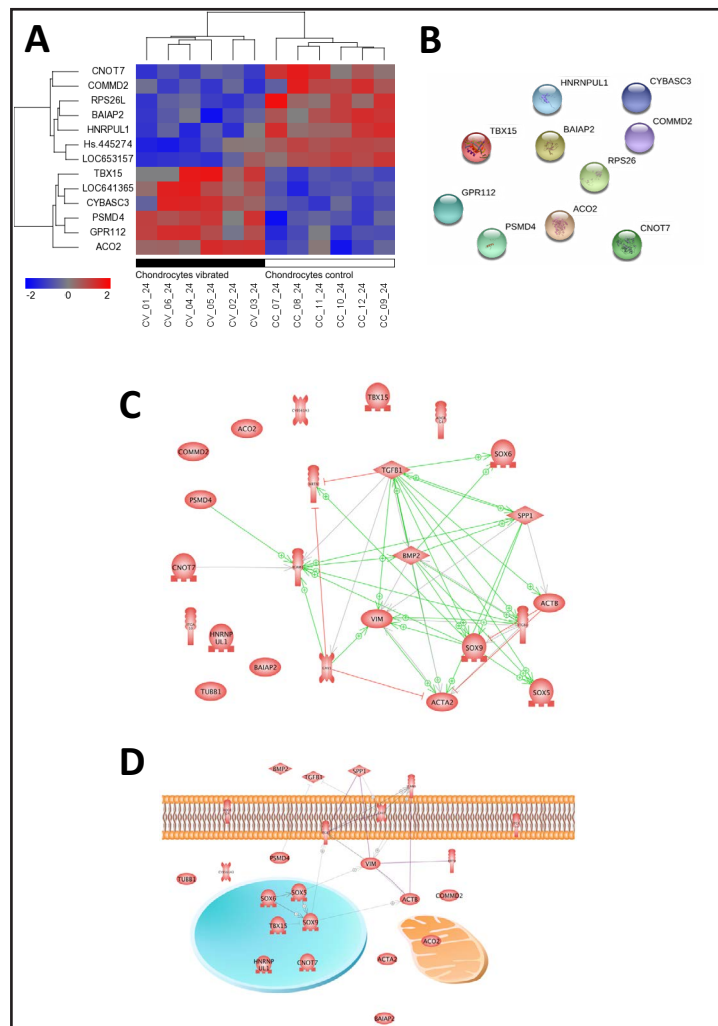 A
CNOT7
COMMD2
RPS26L
BAIAP2
HNRPUL1
Hs.445274
LOC653157
TBX15
LOC641365
CYBASC3
PSMD4
GPR112
ACO2
-2 0 2
Chondrocytes vibrated Chondrocytes control
CV_01_24
CV_06_24
CV_04_24
CV_05_24
CV_02_24
CV_03_24
CC_07_24
CC_08_24
CC_11_24
CC_10_24
CC_12_24
CC_09_24
B
HNRNPUL1
CYBASC3
TBX15
BAIAP2
COMMD2
RPS26
GPR112
PSMD4
ACO2
CNOT7
C
TBX15
ACO2
COMMD2
SOX6
TGFB1
PSMD4
SPP1
BMP2
CNOT7
ACTB
VIM
HNRNP
UL1
SOX9
BAIAP2
TUBB1
ACTA2
SOX5
D
BMP2
TGFB1
SPP1
PSMD4
VIM
TUBB1
SOX5
SOX6
ACTB
COMMD2
TBX15
SOX9
ACO2
HNRNP
UL1
CNOT7
ACTA2
BAIAP2